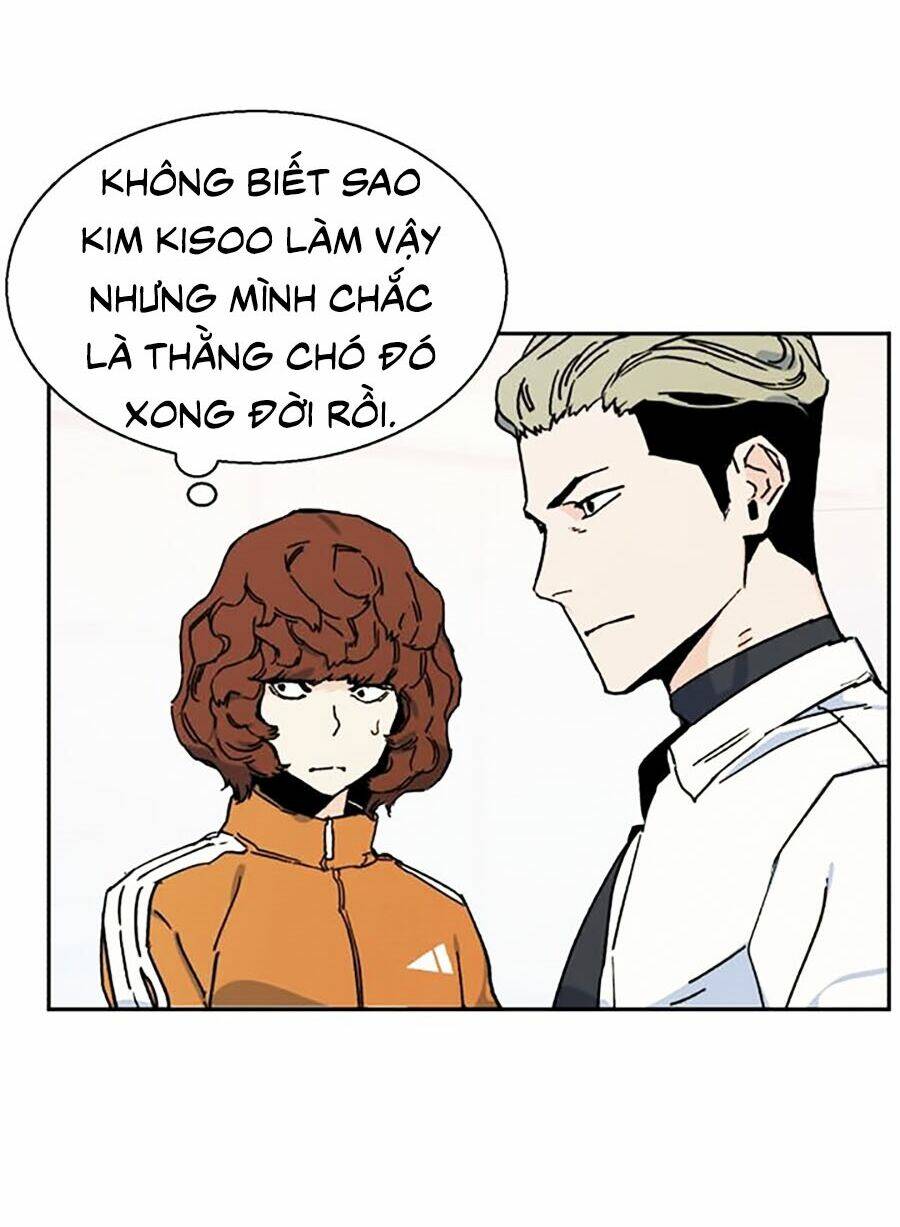 KHÔNG BIẾT SAO
KIM KISOO LÀM VẬY
NHƯNG MÌNH CHẮC
LÀ THẰNG CHÓ ĐÓ
XONG ĐỜI RỒI.